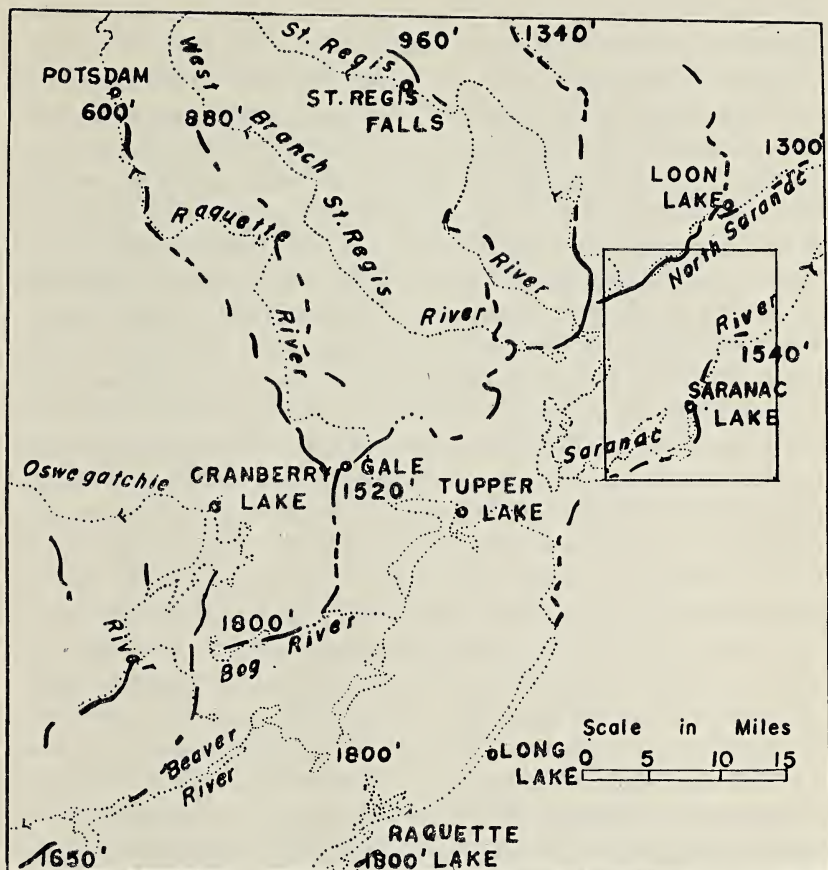 St. Regis
960'
1340'
POTSDAM
600'
West Branch St. Regis River
880'
ST. REGIS
FALLS
1300'
LOON
LAKE
North Saranac
Raquette River
River
River
1540'
SARANAC
LAKE
Saranac
Oswegatchie
CRANBERRY
LAKE
GALE
1520'
TUPPER
LAKE
River
1800'
Bog River
Beaver
River
1800'
LONG
LAKE
Scale in Miles
0 5 10 15
1650'
RAQUETTE
1800' LAKE